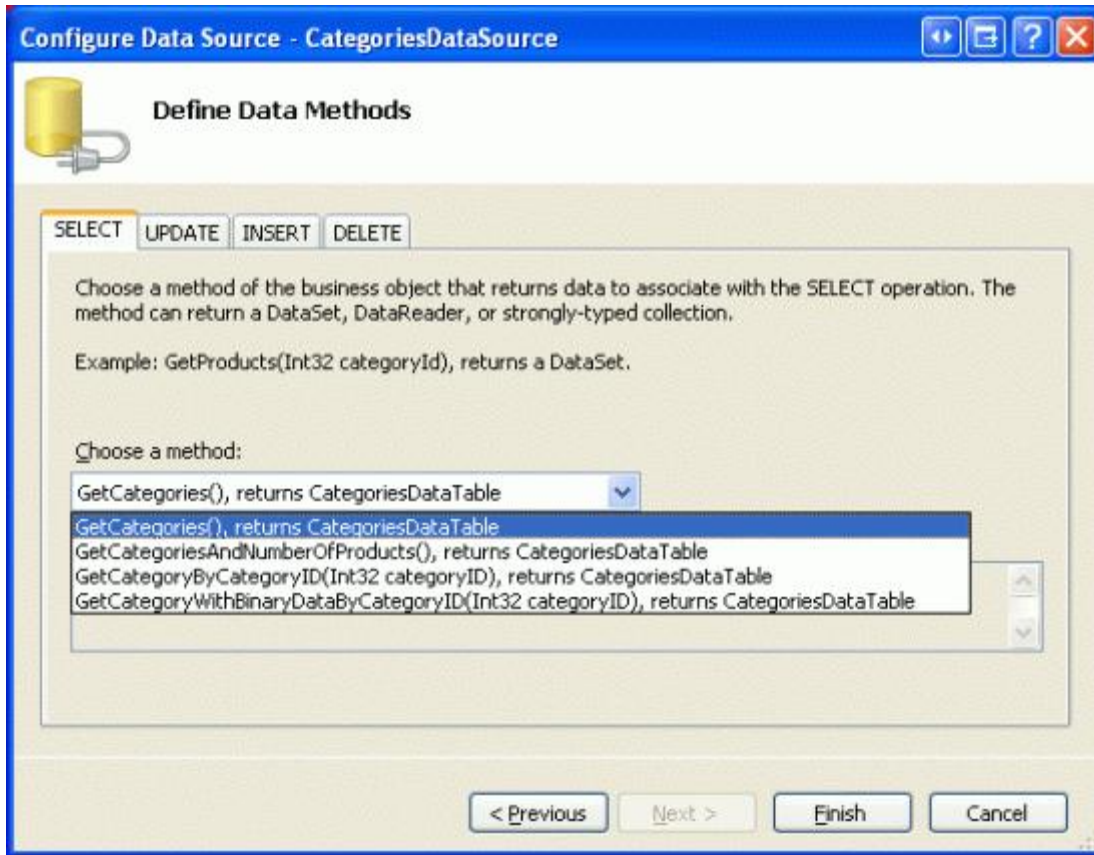 Configure Data Source - CategoriesDataSource
Define Data Methods
SELECT UPDATE INSERT DELETE
Choose a method of the business object that returns data to associate with the SELECT operation. The
method can return a DataSet, DataReader, or strongly-typed collection.
Example: GetProducts(Int32 categoryId), returns a DataSet.
Choose a method:
GetCategories(), returns CategoriesDataTable
GetCategories(), returns CategoriesDataTable
GetCategoriesAndNumberOfProducts(), returns CategoriesDataTable
GetCategoryByCategoryID(Int32 categoryID), returns CategoriesDataTable
GetCategoryWithBinaryDataByCategoryID(Int32 categoryID), returns CategoriesDataTable
< Previous Next > Finish Cancel